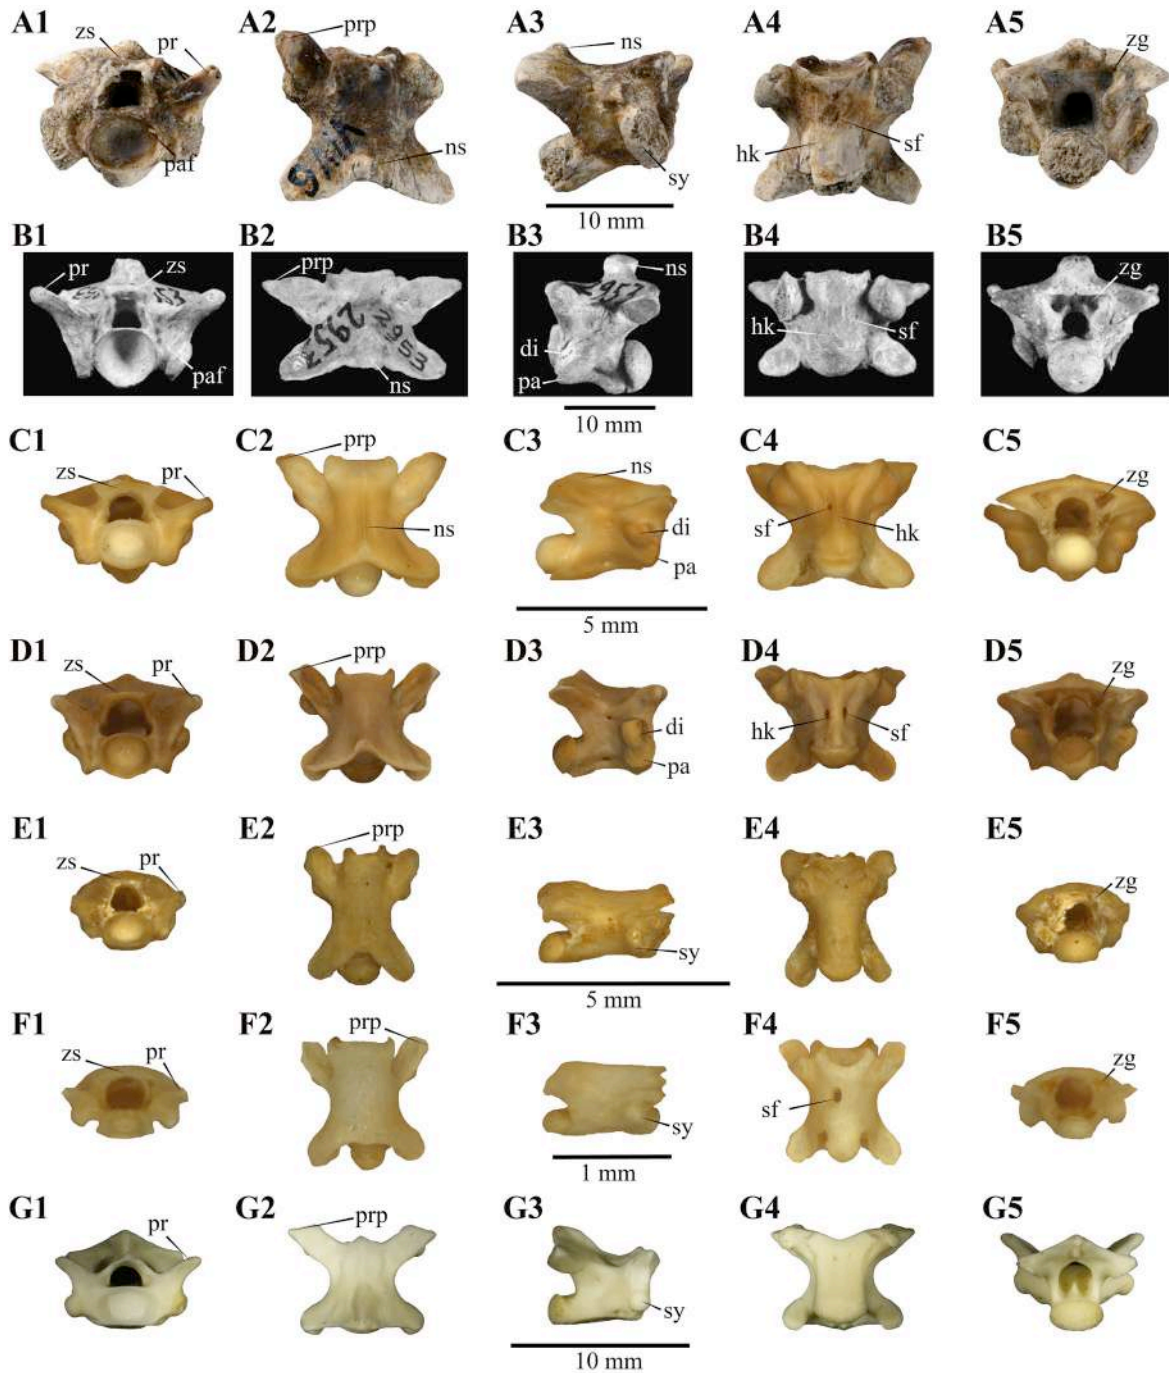 A1 A2 A3 A4 A5
zs pr prp ns zg
paf ns sy hk sf
10 mm
B1 B2 B3 B4 B5
pr zs prp ns zg
2953 2953
di hk sf
paf ns pa
10 mm
C1 C2 C3 C4 C5
zs pr prp ns zg
ns di sf hk
pa
5 mm
D1 D2 D3 D4 D5
zs pr prp zg
di hk sf
pa
E1 E2 E3 E4 E5
zs pr prp zg
sy
5 mm
F1 F2 F3 F4 F5
zs pr prp zg
sy sf
1 mm
G1 G2 G3 G4 G5
pr prp
sy
10 mm